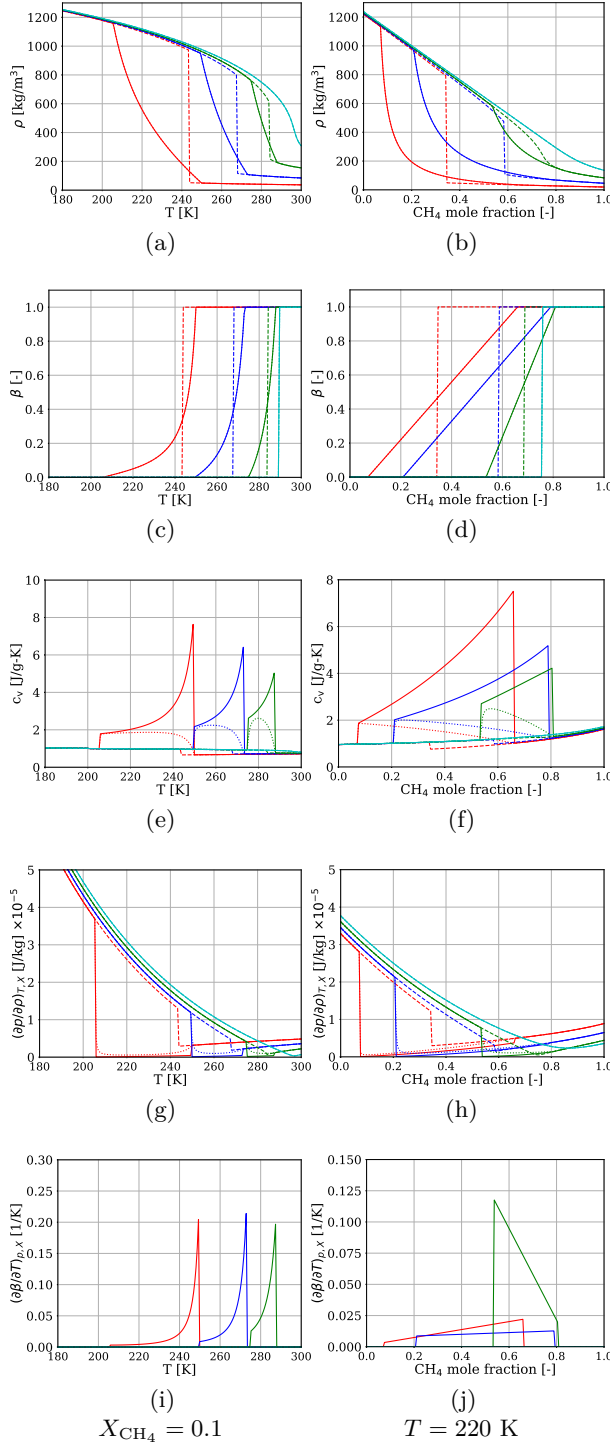 1200
1000
800
600
400
200
0
ρ [kg/m³]
180 200 220 240 260 280 300
T [K]
(a)
1200
1000
800
600
400
200
0
ρ [kg/m³]
0.0 0.2 0.4 0.6 0.8 1.0
CH₄ mole fraction [-]
(b)
1.0
0.8
0.6
0.4
0.2
0.0
β [-]
180 200 220 240 260 280 300
T [K]
(c)
1.0
0.8
0.6
0.4
0.2
0.0
β [-]
0.0 0.2 0.4 0.6 0.8 1.0
CH₄ mole fraction [-]
(d)
10
8
6
4
2
0
cᵥ [J/g-K]
180 200 220 240 260 280 300
T [K]
(e)
8
6
4
2
0
cᵥ [J/g-K]
0.0 0.2 0.4 0.6 0.8 1.0
CH₄ mole fraction [-]
(f)
5
4
3
2
1
0
(∂p/∂ρ)T, X [J/kg] ×10⁻⁵
180 200 220 240 260 280 300
T [K]
(g)
5
4
3
2
1
0
(∂p/∂ρ)T, X [J/kg] ×10⁻⁵
0.0 0.2 0.4 0.6 0.8 1.0
CH₄ mole fraction [-]
(h)
0.30
0.25
0.20
0.15
0.10
0.05
0.00
(∂β/∂T)p, X [1/K]
180 200 220 240 260 280 300
T [K]
(i)
0.150
0.125
0.100
0.075
0.050
0.025
0.000
(∂β/∂T)p, X [1/K]
0.0 0.2 0.4 0.6 0.8 1.0
CH₄ mole fraction [-]
(j)
X_CH₄ = 0.1
T = 220 K